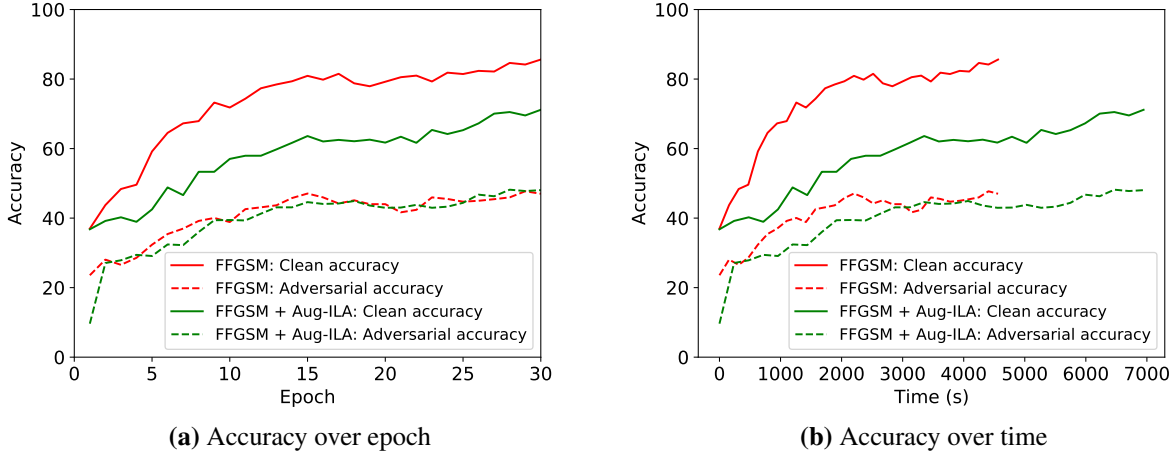 100
80
60
40
20
0
Accuracy
0 5 10 15 20 25 30
Epoch
FFGSM: Clean accuracy
FFGSM: Adversarial accuracy
FFGSM + Aug-ILA: Clean accuracy
FFGSM + Aug-ILA: Adversarial accuracy
(a) Accuracy over epoch
100
80
60
40
20
0
Accuracy
0 1000 2000 3000 4000 5000 6000 7000
Time (s)
FFGSM: Clean accuracy
FFGSM: Adversarial accuracy
FFGSM + Aug-ILA: Clean accuracy
FFGSM + Aug-ILA: Adversarial accuracy
(b) Accuracy over time